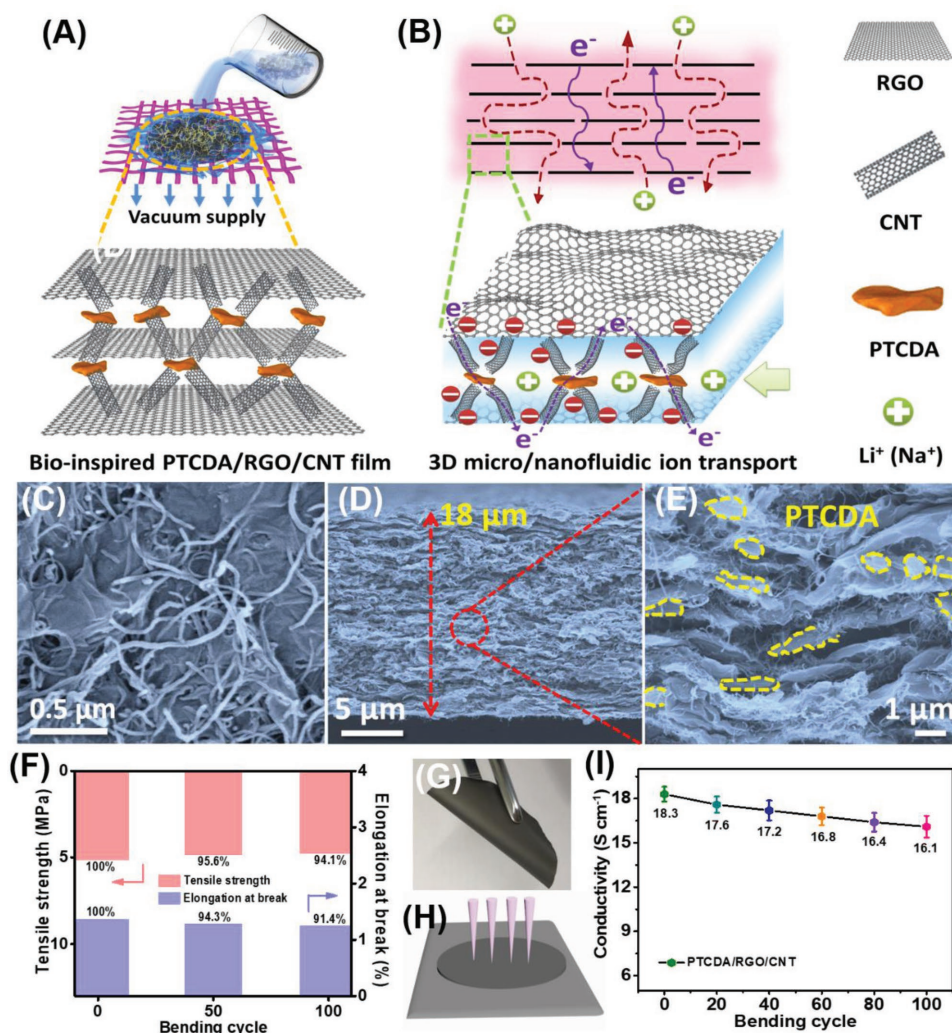 (A)
Vacuum supply
(D)
Bio-inspired PTCDA/RGO/CNT film
(B)
e-
e-
e-
e-
e-
e-
3D micro/nanofluidic ion transport
RGO
CNT
PTCDA
Li⁺ (Na⁺)
(C)
0.5 μm
(D)
18 μm
5 μm
(E)
PTCDA
1 μm
(F)
Tensile strength (MPa)
0
5
10
100%
95.6%
94.1%
Tensile strength
Elongation at break
100%
94.3%
91.4%
4
3
2
1
0
Elongation at break (%)
0
50
100
Bending cycle
(G)
(H)
(I)
Conductivity (S cm⁻¹)
18
15
12
9
6
18.3
17.6
17.2
16.8
16.4
16.1
PTCDA/RGO/CNT
0
20
40
60
80
100
Bending cycle